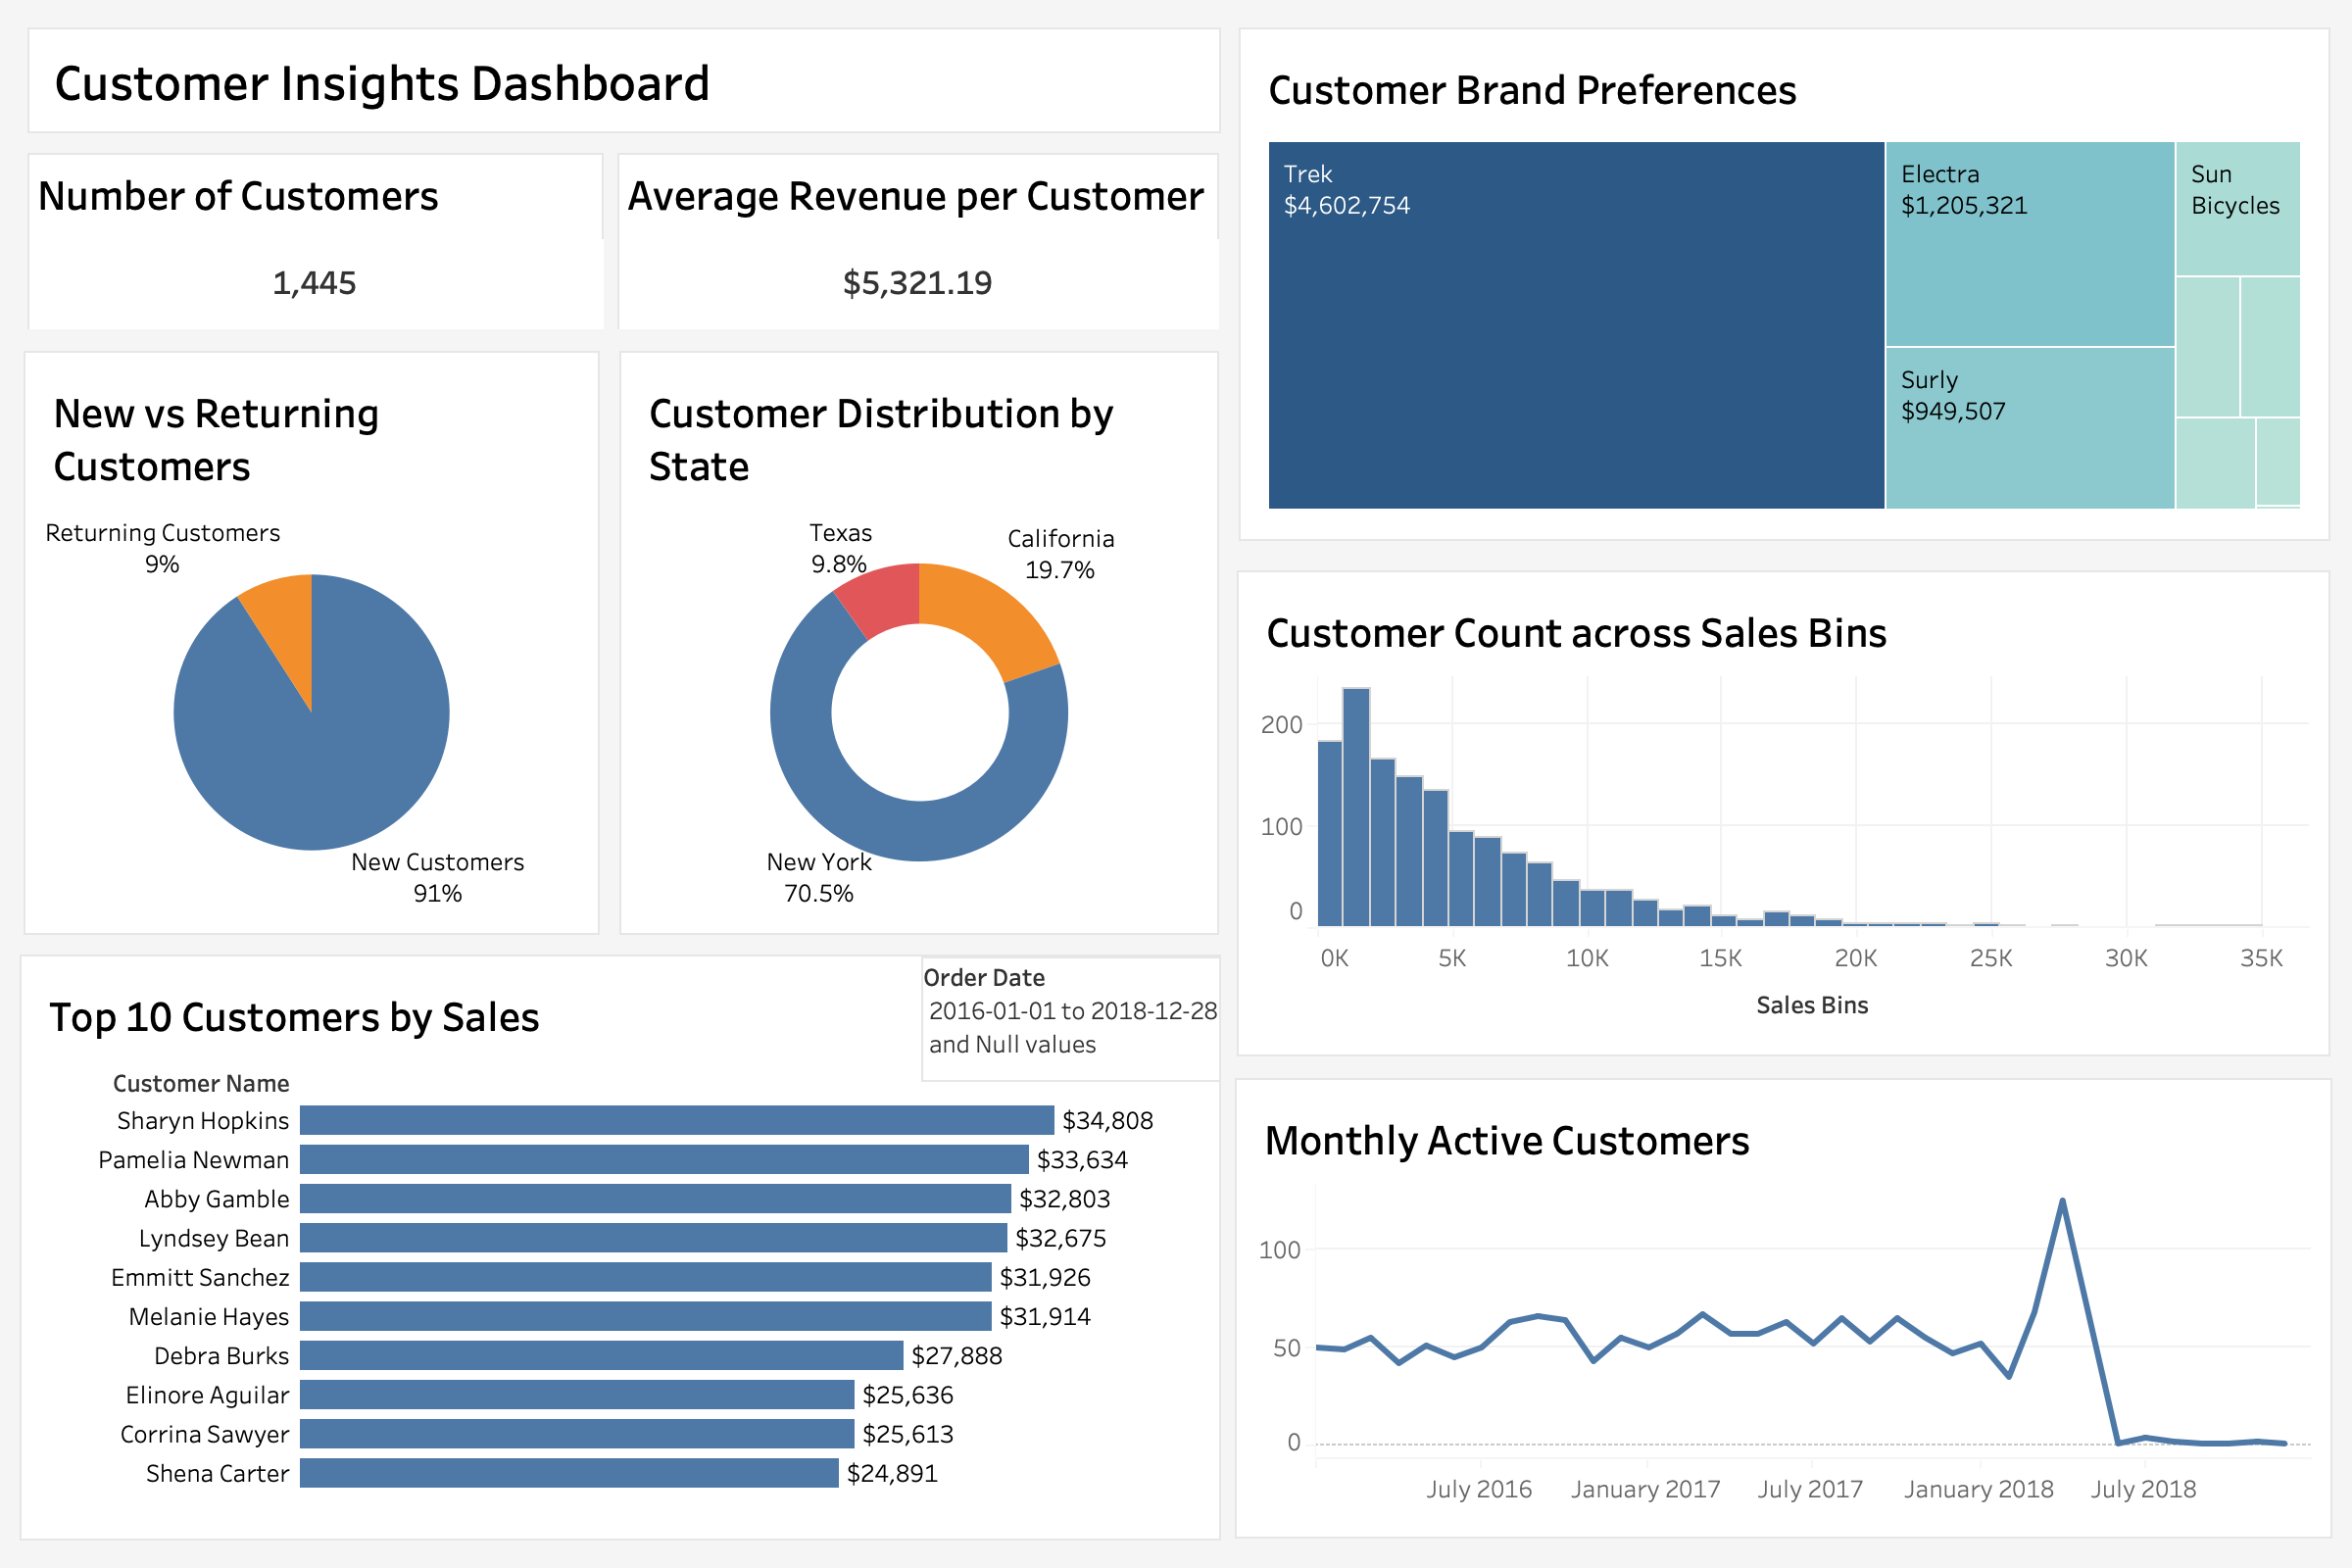 Customer Insights Dashboard
Number of Customers
1,445
Average Revenue per Customer
$5,321.19
New vs Returning
Customers
Returning Customers
9%
New Customers
91%
Customer Distribution by
State
Texas
9.8%
California
19.7%
New York
70.5%
Top 10 Customers by Sales
Order Date
2016-01-01 to 2018-12-28
and Null values
Customer Name
Sharyn Hopkins $34,808
Pamelia Newman $33,634
Abby Gamble $32,803
Lyndsey Bean $32,675
Emmitt Sanchez $31,926
Melanie Hayes $31,914
Debra Burks $27,888
Elinore Aguilar $25,636
Corrina Sawyer $25,613
Shena Carter $24,891
Customer Brand Preferences
Trek
$4,602,754
Electra
$1,205,321
Surly
$949,507
Sun
Bicycles
Customer Count across Sales Bins
200
100
0
0K 5K 10K 15K 20K 25K 30K 35K
Sales Bins
Monthly Active Customers
100
50
0
July 2016 January 2017 July 2017 January 2018 July 2018